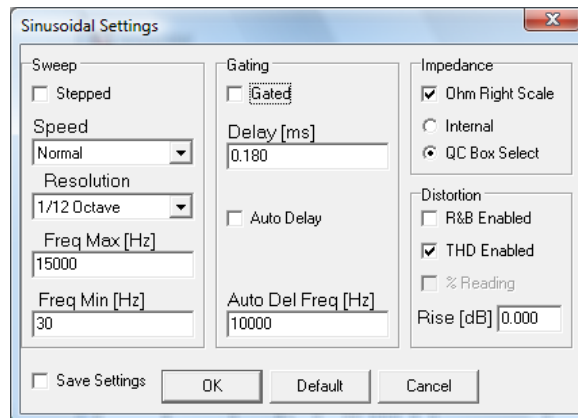 Sinusoidal Settings
Sweep
Stepped
Speed
Normal
Resolution
1/12 Octave
Freq Max [Hz]
15000
Freq Min [Hz]
30
Gating
Gated
Delay [ms]
0.180
Auto Delay
Auto Del Freq [Hz]
10000
Impedance
Ohm Right Scale
Internal
QC Box Select
Distortion
R&B Enabled
THD Enabled
% Reading
Rise [dB] 0.000
Save Settings
OK
Default
Cancel